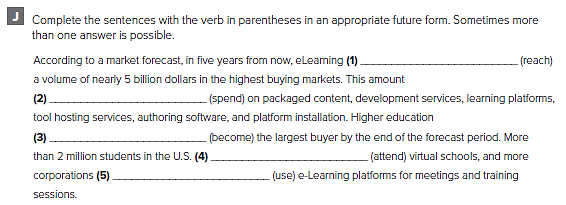 J Complete the sentences with the verb in parentheses in an appropriate future form. Sometimes more
than one answer is possible.
According to a market forecast, in five years from now, eLearning (1) ______ (reach)
a volume of nearly 5 billion dollars in the highest buying markets. This amount
(2) ______ (spend) on packaged content, development services, learning platforms,
tool hosting services, authoring software, and platform installation. Higher education
(3) ______ (become) the largest buyer by the end of the forecast period. More
than 2 million students in the U.S. (4) ______ (attend) virtual schools, and more
corporations (5) ______ (use) e-Learning platforms for meetings and training
sessions.